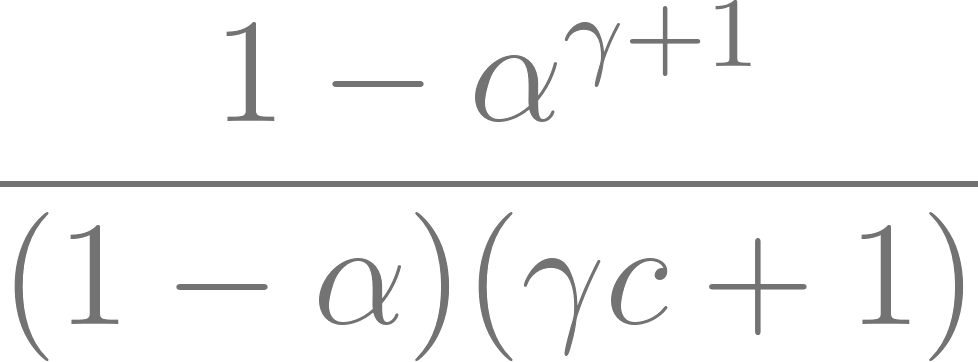 1 − α^{γ+1}
(1 − α)(γc + 1)